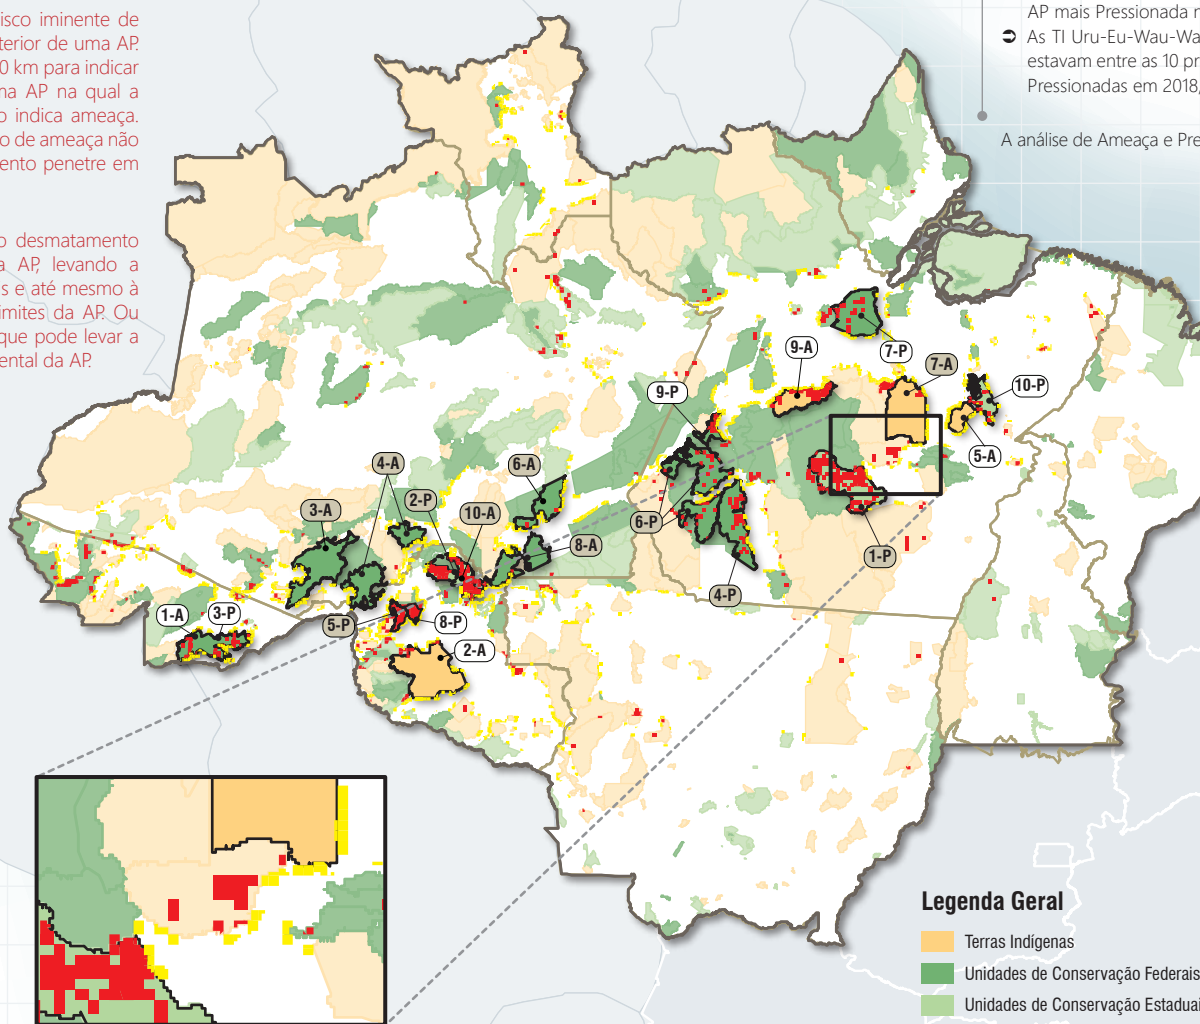 isco iminente de
terior de uma AP.
0 km para indicar
ma AP na qual a
o indica ameaça.
o de ameaça não
ento penetre em
o desmatamento
a AP, levando a
s e até mesmo à
imites da AP. Ou
que pode levar a
ental da AP.
AP mais Pressionada n
➲ As TI Uru-Eu-Wau-Wa
estavam entre as 10 pr
Pressionadas em 2018,
A análise de Ameaça e Pre
7-P
9-A
7-A
9-P
10-P
5-A
4-A
6-A
2-P
3-A
10-A
6-P
8-A
1-P
4-P
1-A
3-P
5-P
8-P
2-A
Legenda Geral
Terras Indígenas
Unidades de Conservação Federais
Unidades de Conservação Estaduai